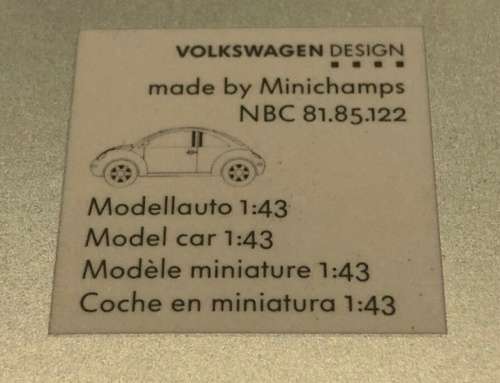 VOLKSWAGEN DESIGN
made by Minichamps
NBC 81.85.122
Modellauto 1:43
Model car 1:43
Modèle miniature 1:43
Coche en miniatura 1:43